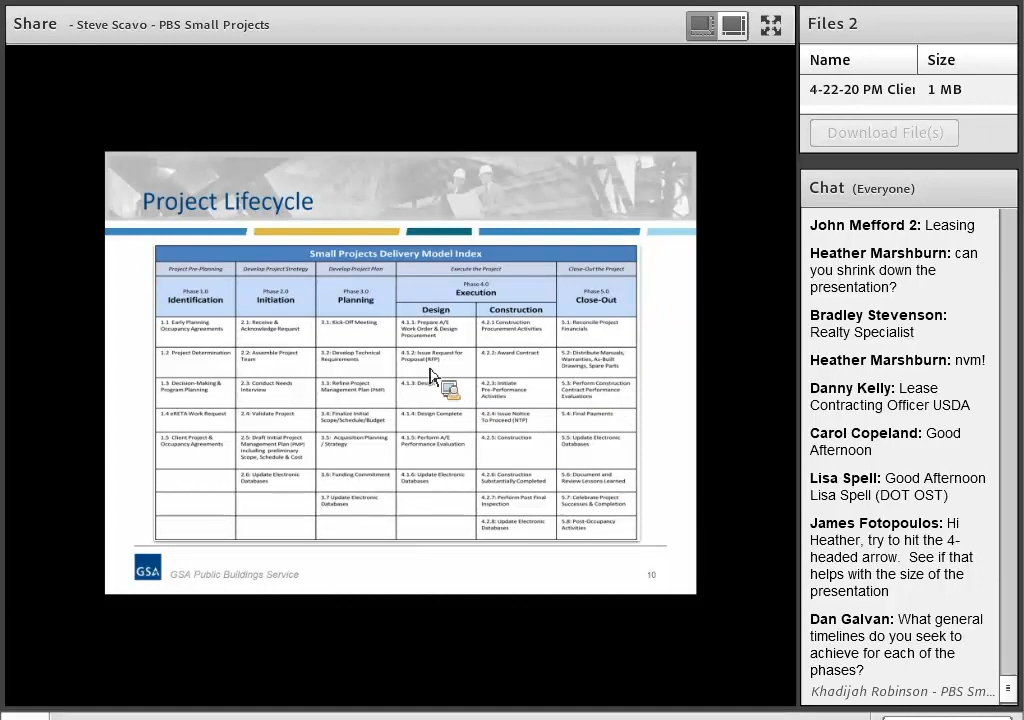 Share - Steve Scavo - PBS Small Projects
Project Lifecycle
Small Projects Delivery Model Index
Project Pre-Planning Develop Project Strategy Develop Project Plan Execute the Project Close-Out the Project
Phase 1.0 Identification
Phase 2.0 Initiation
Phase 3.0 Planning
Phase 4.0 Execution
Phase 5.0 Close-Out
Design Construction
1.1 Early Planning Occupancy Agreements
2.1: Receive & Acknowledge Request
3.1: Kick-Off Meeting
4.1.1: Prepare A/E Work Order & Design Procurement
4.2.1 Construction Procurement Activities
5.1: Reconcile Project Financials
1.2 Project Determination
2.2: Assemble Project Team
3.2: Develop Technical Requirements
4.1.2: Issue Request for Proposal (RFP)
4.2.2: Award Contract
5.2: Distribute Manuals, Warranties, As-Built Drawings, Spare Parts
1.3 Decision-Making & Program Planning
2.3: Conduct Needs Interview
3.3: Refine Project Management Plan (PMP)
4.1.3:
4.2.3: Initiate Pre-Performance Activities
5.3: Perform Construction Contract Performance Evaluations
1.4 eRETA Work Request
2.4: Validate Project
3.4: Finalize Initial Scope/Schedule/Budget
4.1.4: Design Complete
4.2.4: Issue Notice To Proceed (NTP)
5.4: Final Payments
1.5 Client Project & Occupancy Agreements
2.5: Draft Initial Project Management Plan (PMP) including preliminary Scope, Schedule & Cost
3.5: Acquisition Planning / Strategy
4.1.5: Perform A/E Performance Evaluation
4.2.5: Construction
5.5: Update Electronic Databases
2.6: Update Electronic Databases
3.6: Funding Commitment
4.1.6: Update Electronic Databases
4.2.6: Construction Substantially Completed
5.6: Document and Review Lessons Learned
3.7 Update Electronic Databases
4.2.7: Perform Post Final Inspection
5.7: Celebrate Project Successes & Completion
4.2.8: Update Electronic Databases
5.8: Post-Occupancy Activities
GSA
GSA Public Buildings Service
10
Files 2
Name Size
4-22-20 PM Clier 1 MB
Download File(s)
Chat (Everyone)
John Mefford 2: Leasing
Heather Marshburn: can
you shrink down the
presentation?
Bradley Stevenson:
Realty Specialist
Heather Marshburn: nvm!
Danny Kelly: Lease
Contracting Officer USDA
Carol Copeland: Good
Afternoon
Lisa Spell: Good Afternoon
Lisa Spell (DOT OST)
James Fotopoulos: Hi
Heather, try to hit the 4-
headed arrow. See if that
helps with the size of the
presentation
Dan Galvan: What general
timelines do you seek to
achieve for each of the
phases?
Khadijah Robinson - PBS Sm...